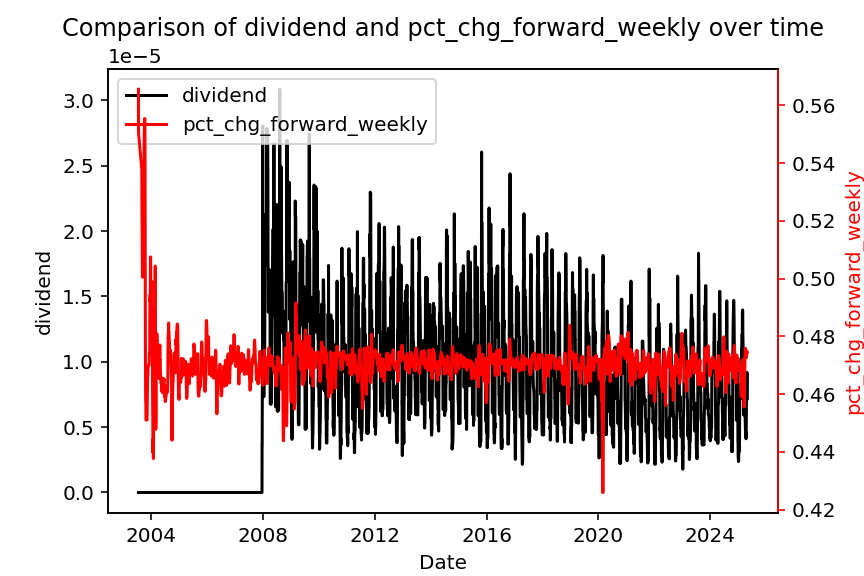 Comparison of dividend and pct_chg_forward_weekly over time
1e−5
dividend
pct_chg_forward_weekly
3.0
2.5
2.0
1.5
1.0
0.5
0.0
dividend
0.56
0.54
0.52
0.50
0.48
0.46
0.44
0.42
pct_chg_forward_weekly
2004 2008 2012 2016 2020 2024
Date